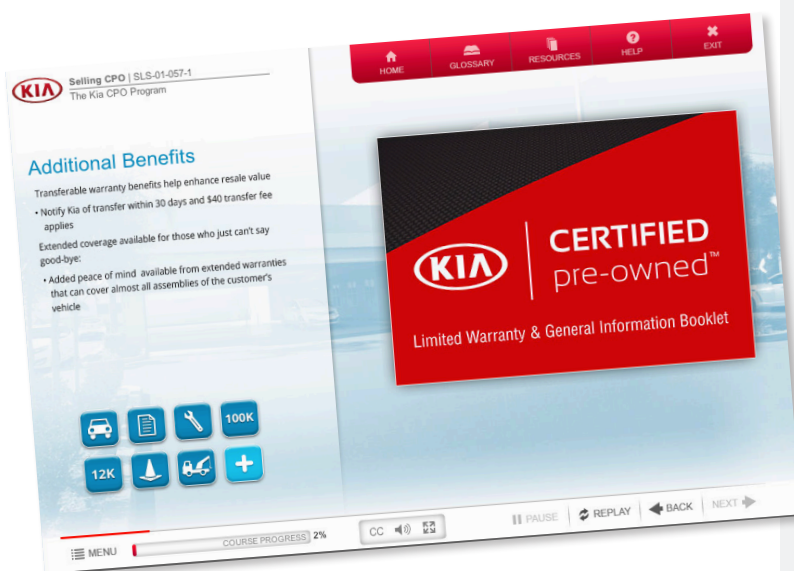 KIA
Selling CPO | SLS-01-057-1
The Kia CPO Program
HOME
GLOSSARY
RESOURCES
HELP
EXIT
Additional Benefits
Transferable warranty benefits help enhance resale value
• Notify Kia of transfer within 30 days and $40 transfer fee
applies
Extended coverage available for those who just can't say
good-bye:
• Added peace of mind available from extended warranties
that can cover almost all assemblies of the customer's
vehicle
100K
12K
KIA
CERTIFIED
pre-owned™
Limited Warranty & General Information Booklet
MENU
COURSE PROGRESS 2%
CC
PAUSE
REPLAY
BACK
NEXT